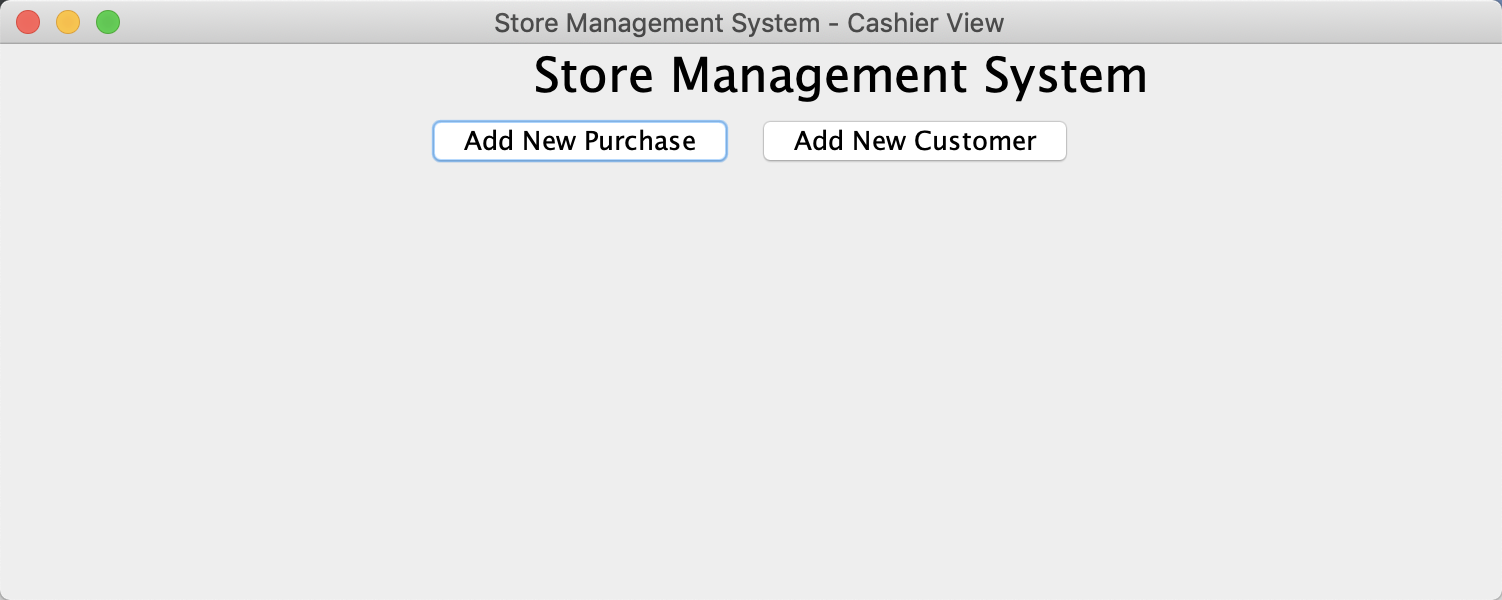 Store Management System - Cashier View
Store Management System
Add New Purchase
Add New Customer